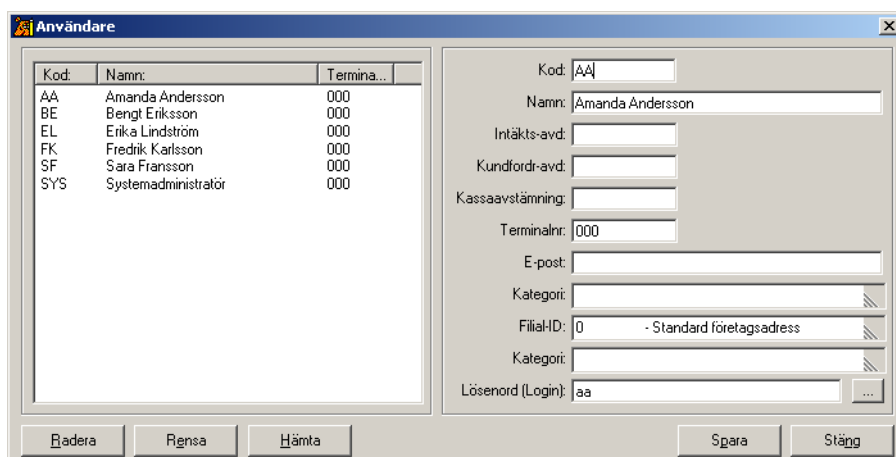 Användare
Kod: Namn: Termina...
AA Amanda Andersson 000
BE Bengt Eriksson 000
EL Erika Lindström 000
FK Fredrik Karlsson 000
SF Sara Fransson 000
SYS Systemadministratör 000
Kod: AA
Namn: Amanda Andersson
Intäkts-avd:
Kundfordr-avd:
Kassaavstämning:
Terminalnr: 000
E-post:
Kategori:
Filial-ID: 0 - Standard företagsadress
Kategori:
Lösenord (Login): aa ...
Radera Rensa Hämta Spara Stäng